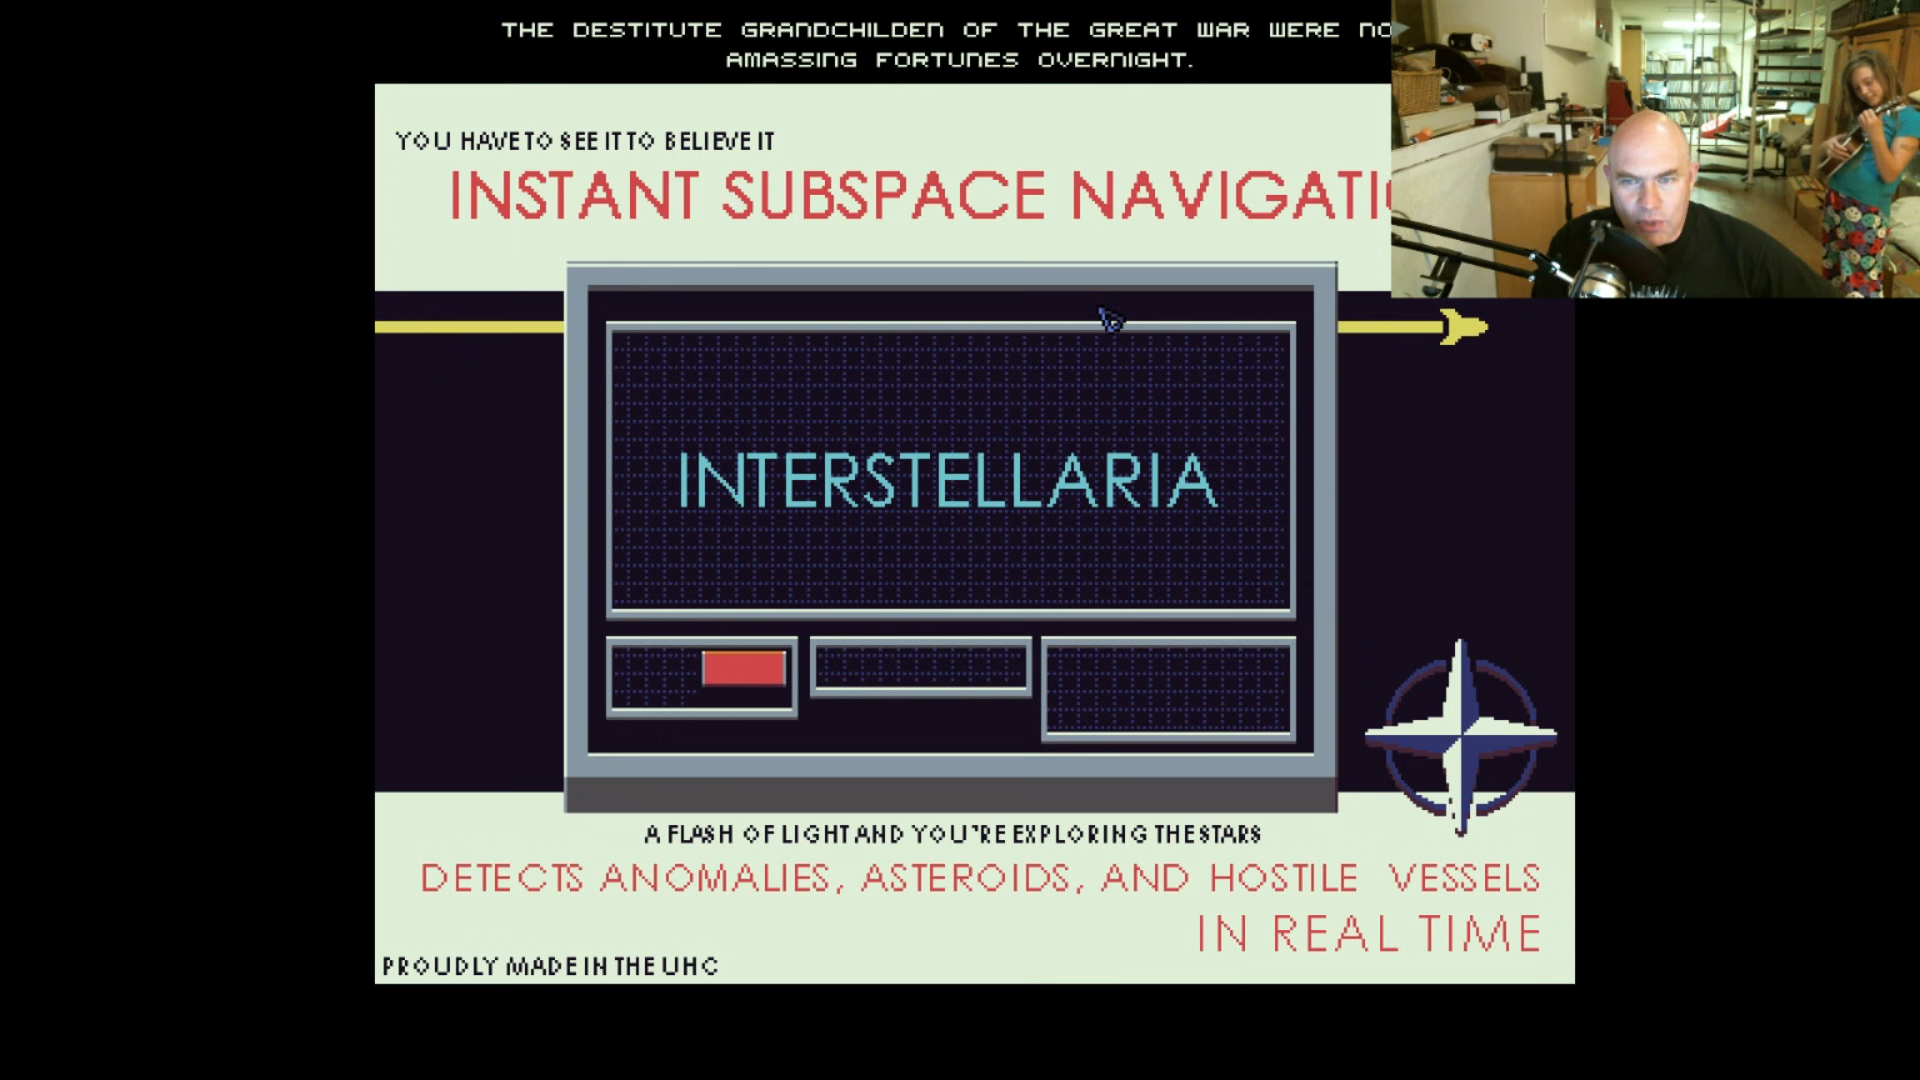 THE DESTITUTE GRANDCHILDEN OF THE GREAT WAR WERE
AMASSING FORTUNES OVERNIGHT.
YOU HAVE TO SEE IT TO BELIEVE IT
INSTANT SUBSPACE
INTERSTELLARIA
A FLASH OF LIGHT AND YOU'RE EXPLORING THE STARS
DETECTS ANOMALIES, ASTEROIDS, AND HOSTILE VESSELS
IN REAL TIME
PROUDLY MADE IN THE UHC